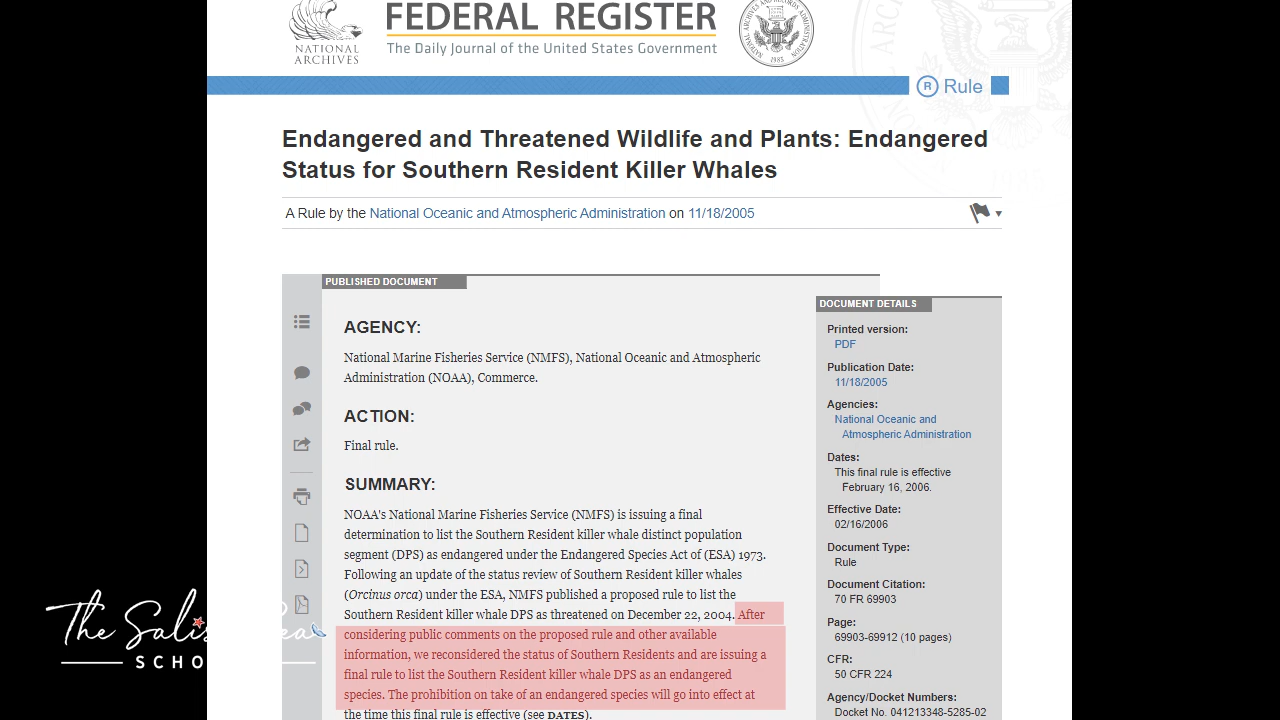 FEDERAL REGISTER
NATIONAL
ARCHIVES
The Daily Journal of the United States Government
1985
R Rule
Endangered and Threatened Wildlife and Plants: Endangered
Status for Southern Resident Killer Whales
A Rule by the National Oceanic and Atmospheric Administration on 11/18/2005
PUBLISHED DOCUMENT
AGENCY:
National Marine Fisheries Service (NMFS), National Oceanic and Atmospheric
Administration (NOAA), Commerce.
ACTION:
Final rule.
SUMMARY:
NOAA's National Marine Fisheries Service (NMFS) is issuing a final
determination to list the Southern Resident killer whale distinct population
segment (DPS) as endangered under the Endangered Species Act of (ESA) 1973.
Following an update of the status review of Southern Resident killer whales
(Orcinus orca) under the ESA, NMFS published a proposed rule to list the
Southern Resident killer whale DPS as threatened on December 22, 2004. After
considering public comments on the proposed rule and other available
information, we reconsidered the status of Southern Residents and are issuing a
final rule to list the Southern Resident killer whale DPS as an endangered
species. The prohibition on take of an endangered species will go into effect at
the time this final rule is effective (see DATES).
DOCUMENT DETAILS
Printed version:
PDF
Publication Date:
11/18/2005
Agencies:
National Oceanic and
Atmospheric Administration
Dates:
This final rule is effective
February 16, 2006.
Effective Date:
02/16/2006
Document Type:
Rule
Document Citation:
70 FR 69903
Page:
69903-69912 (10 pages)
CFR:
50 CFR 224
Agency/Docket Numbers:
Docket No. 041213348-5285-02
The Salis
ea
SCHO